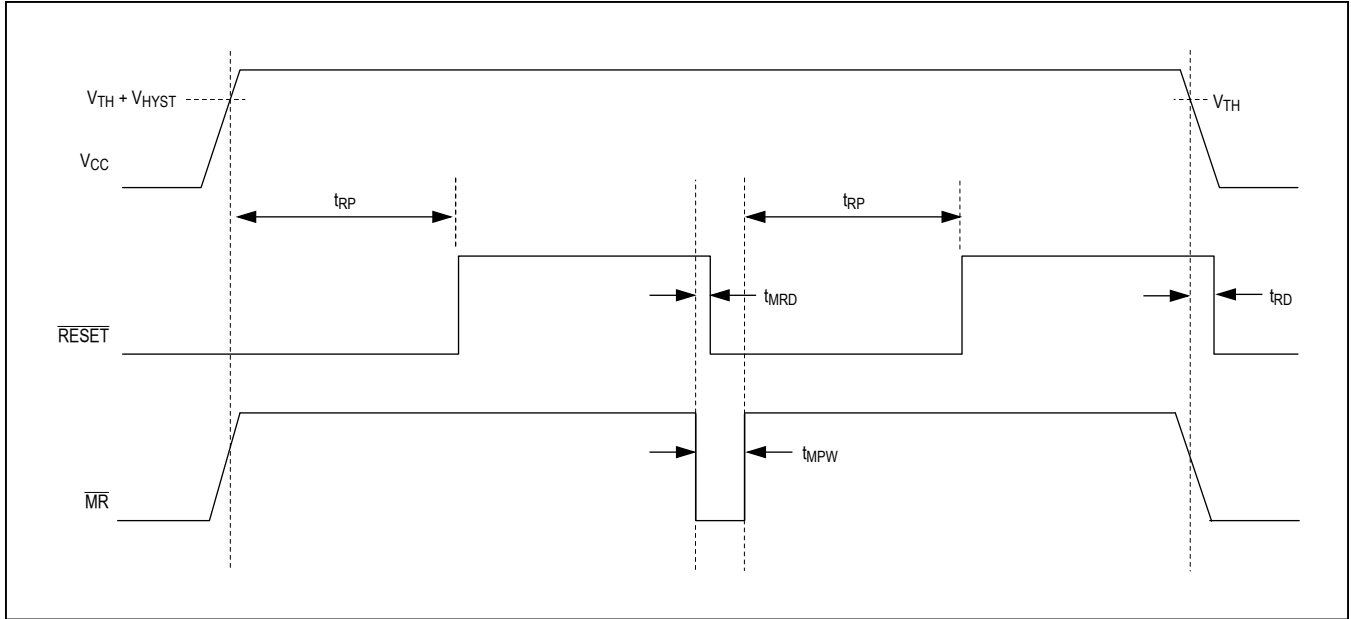 VTH + VHYST
VTH
VCC
tRP
tRP
tMRD
tRD
RESET
tMPW
MR